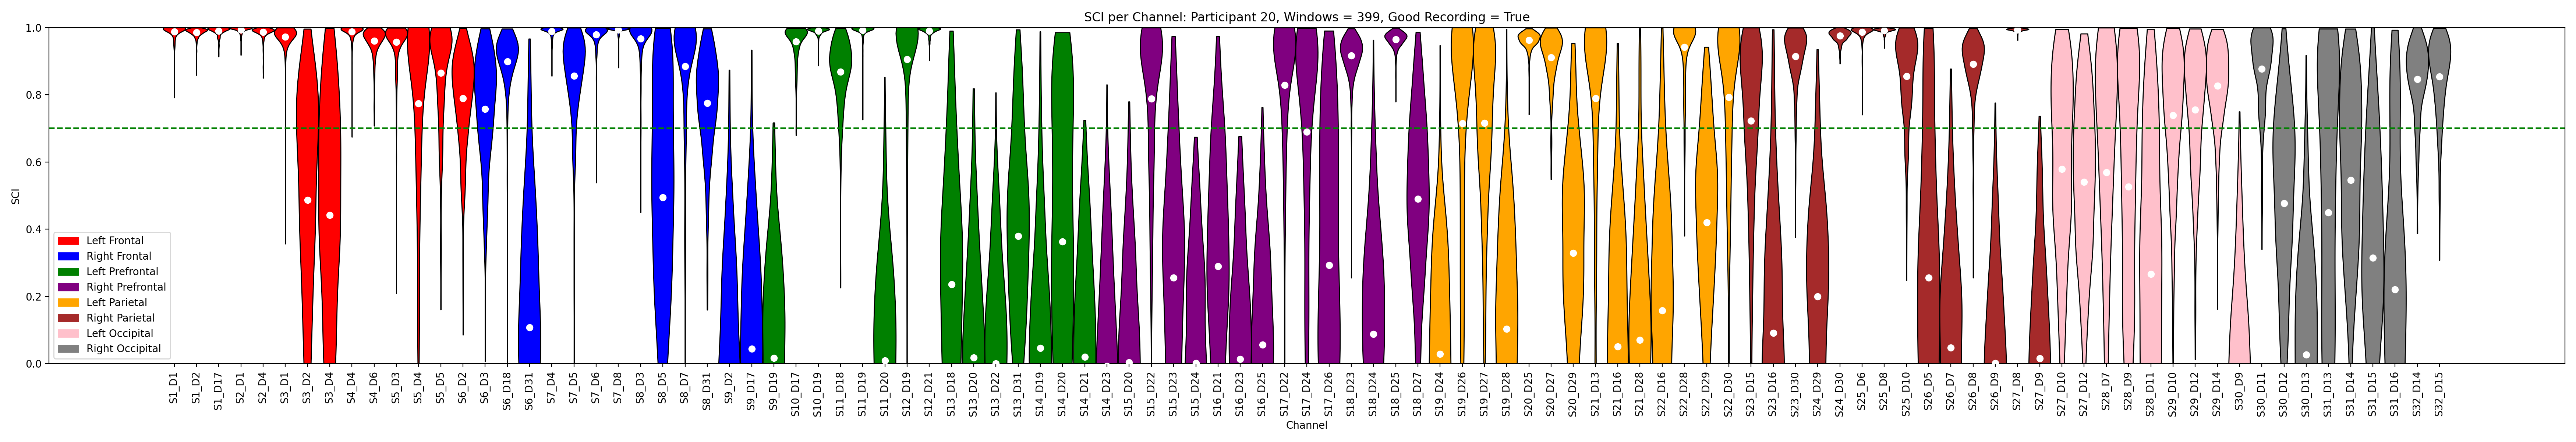 SCI per Channel: Participant 20, Windows = 399, Good Recording = True
1.0
0.8
0.6
0.4
0.2
0.0
SCI
Left Frontal
Right Frontal
Left Prefrontal
Right Prefrontal
Left Parietal
Right Parietal
Left Occipital
Right Occipital
S1_D1
S1_D2
S1_D17
S2_D1
S2_D4
S3_D1
S3_D2
S3_D4
S4_D4
S4_D6
S5_D3
S5_D4
S5_D5
S6_D2
S6_D3
S6_D18
S6_D31
S7_D4
S7_D5
S7_D6
S7_D8
S8_D3
S8_D5
S8_D7
S8_D31
S9_D2
S9_D17
S9_D19
S10_D17
S10_D19
S11_D18
S11_D19
S11_D20
S12_D19
S12_D21
S13_D18
S13_D20
S13_D22
S13_D31
S14_D19
S14_D20
S14_D21
S14_D23
S15_D20
S15_D22
S15_D23
S15_D24
S16_D21
S16_D23
S16_D25
S17_D22
S17_D24
S17_D26
S18_D23
S18_D24
S18_D25
S18_D27
S19_D24
S19_D26
S19_D27
S19_D28
S20_D25
S20_D27
S20_D29
S21_D13
S21_D16
S21_D28
S22_D16
S22_D28
S22_D29
S22_D30
S23_D15
S23_D16
S23_D30
S24_D29
S24_D30
S25_D6
S25_D8
S25_D10
S26_D5
S26_D7
S26_D8
S26_D9
S27_D8
S27_D9
S27_D10
S27_D12
S28_D7
S28_D9
S28_D11
S29_D10
S29_D12
S29_D14
S30_D9
S30_D11
S30_D12
S30_D13
S31_D13
S31_D14
S31_D15
S31_D16
S32_D14
S32_D15
Channel